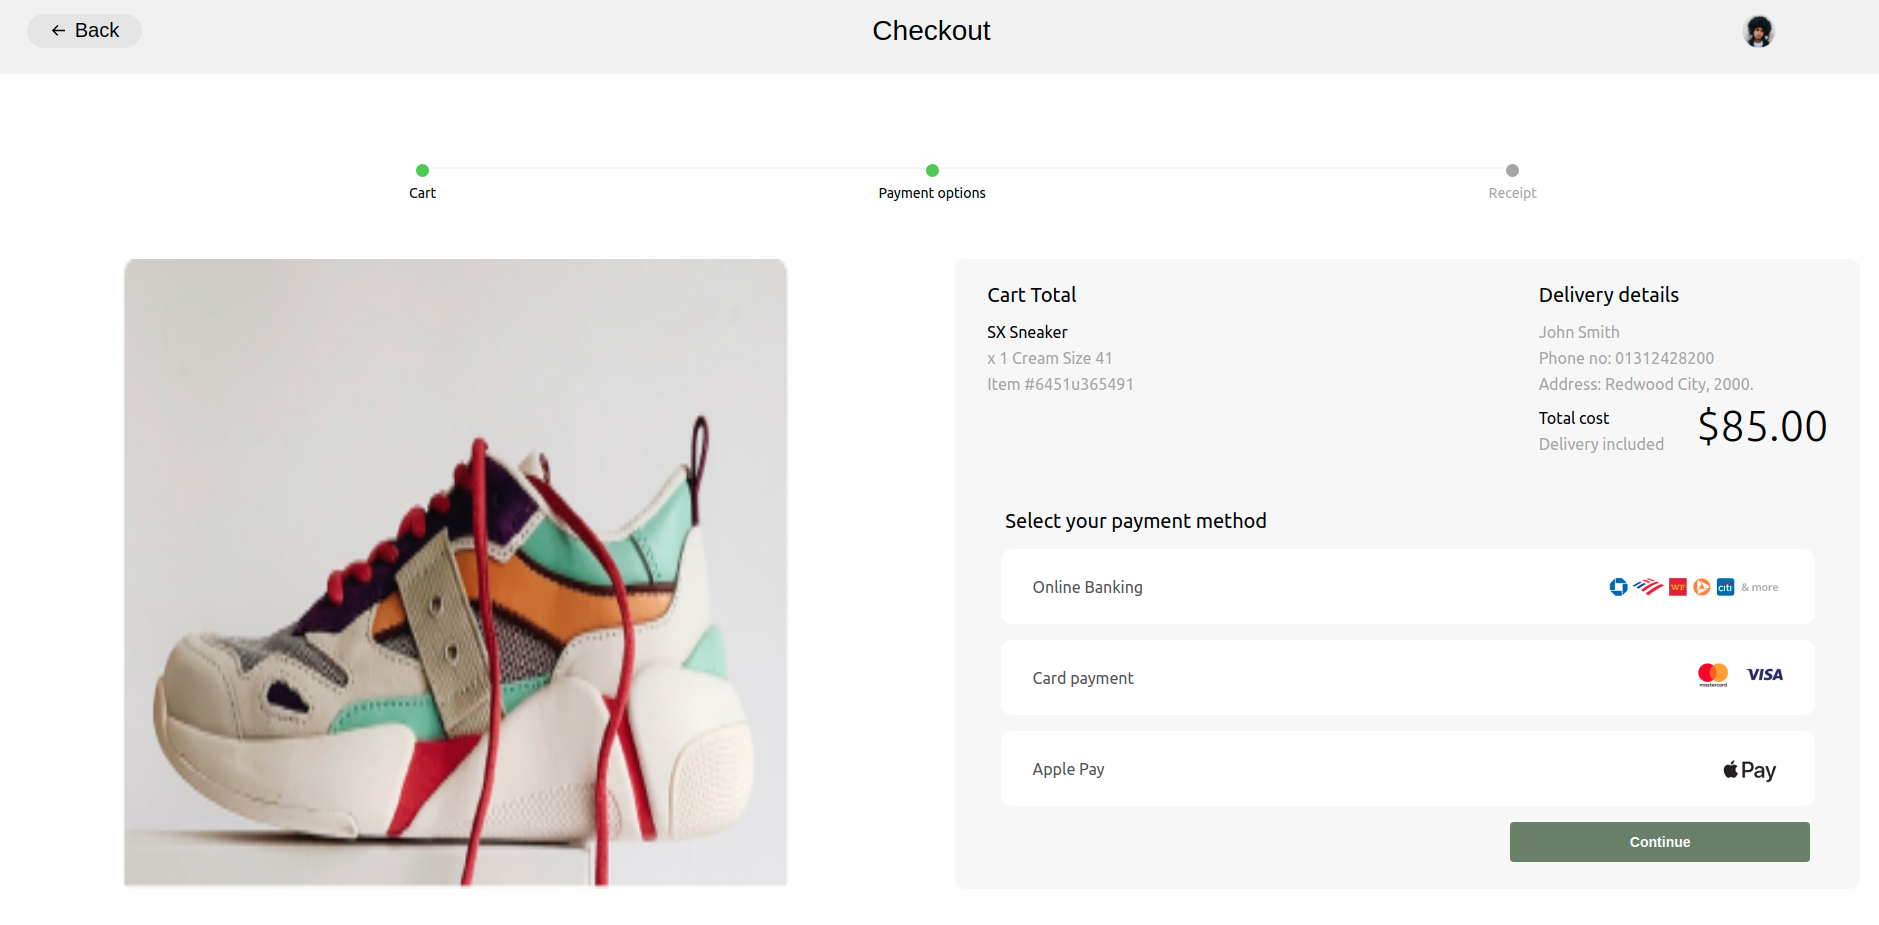 Back
Checkout
Cart
Payment options
Receipt
Cart Total
SX Sneaker
x 1 Cream Size 41
Item #6451u365491
Delivery details
John Smith
Phone no: 01312428200
Address: Redwood City, 2000.
Total cost
Delivery included
$85.00
Select your payment method
Online Banking
WF
citi
& more
Card payment
mastercard
VISA
Apple Pay
Pay
Continue